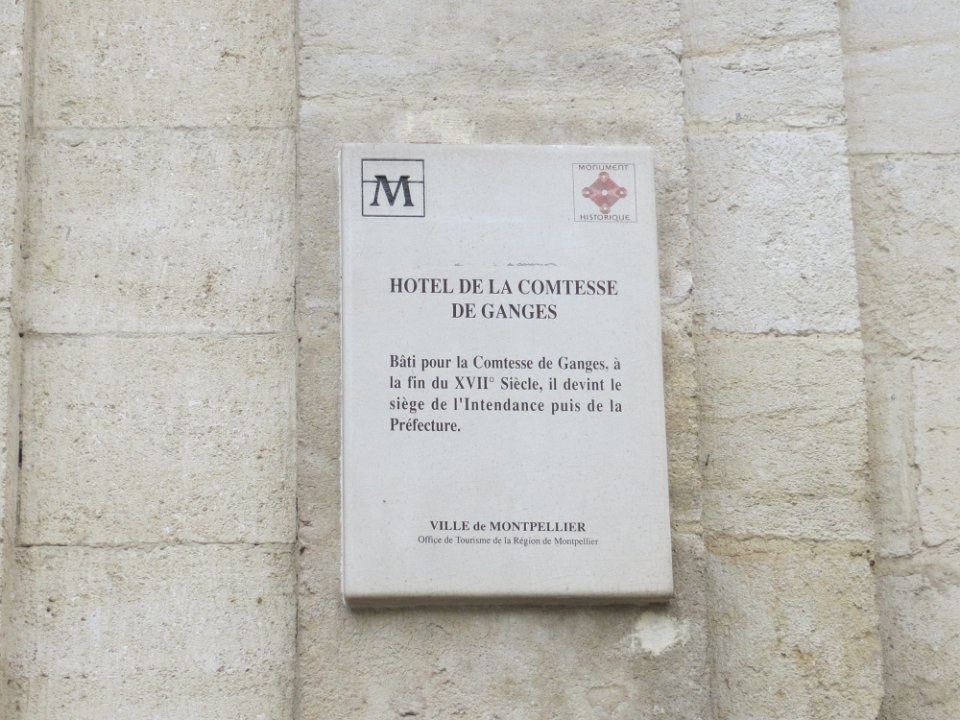 M
MONUMENT
HISTORIQUE
HOTEL DE LA COMTESSE
DE GANGES
Bâti pour la Comtesse de Ganges, à
la fin du XVII° Siècle, il devint le
siège de l'Intendance puis de la
Préfecture.
VILLE de MONTPELLIER
Office de Tourisme de la Région de Montpellier